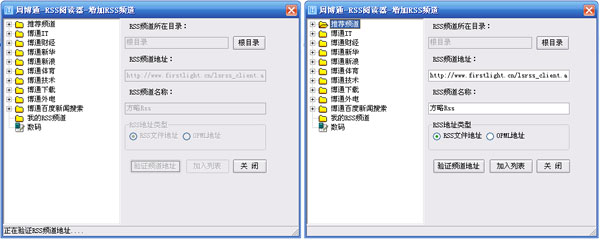 周博通-RSS阅读器-增加RSS频道
推荐频道
博通IT
博通财经
博通新华
博通新浪
博通体育
博通技术
博通下载
博通外电
博通百度新闻搜索
我的RSS频道
数码
RSS频道所在目录：
根目录 根目录
RSS频道地址：
http://www.firstlight.cn/lsrss_client.a
RSS频道名称：
方略Rss
RSS地址类型
RSS文件地址 OPML地址
验证频道地址 加入列表 关 闭
正在验证RSS频道地址....
周博通-RSS阅读器-增加RSS频道
推荐频道
博通IT
博通财经
博通新华
博通新浪
博通体育
博通技术
博通下载
博通外电
博通百度新闻搜索
我的RSS频道
数码
RSS频道所在目录：
根目录 根目录
RSS频道地址：
http://www.firstlight.cn/lsrss_client.a
RSS频道名称：
方略Rss
RSS地址类型
RSS文件地址 OPML地址
验证频道地址 加入列表 关 闭